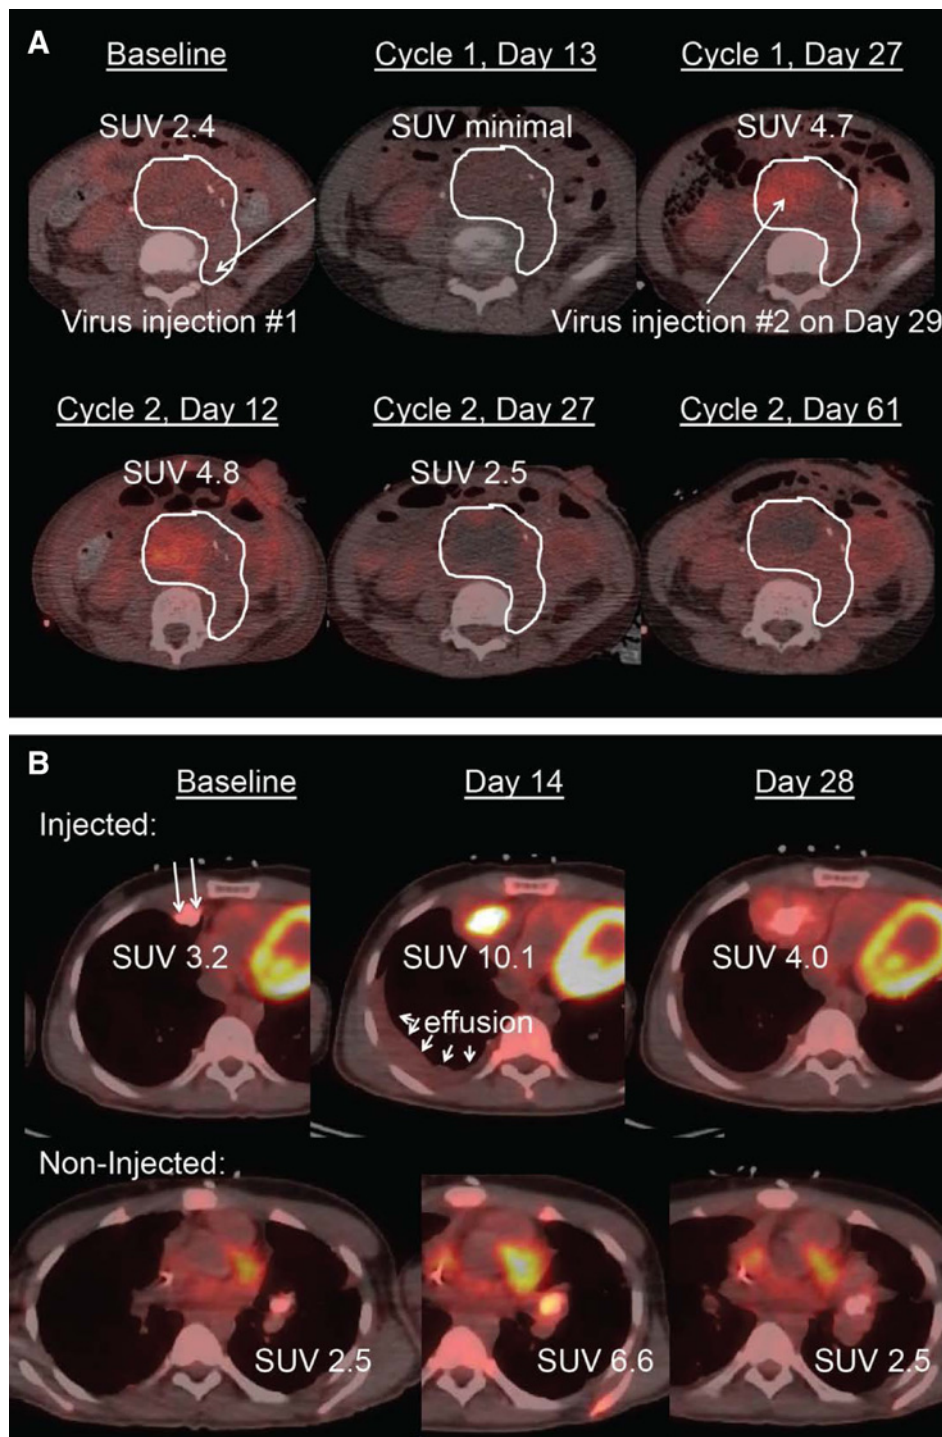 A
Baseline
Cycle 1, Day 13
Cycle 1, Day 27
SUV 2.4
SUV minimal
SUV 4.7
Virus injection #1
Virus injection #2 on Day 29
Cycle 2, Day 12
Cycle 2, Day 27
Cycle 2, Day 61
SUV 4.8
SUV 2.5
B
Baseline
Day 14
Day 28
Injected:
SUV 3.2
SUV 10.1
SUV 4.0
effusion
Non-Injected:
SUV 2.5
SUV 6.6
SUV 2.5